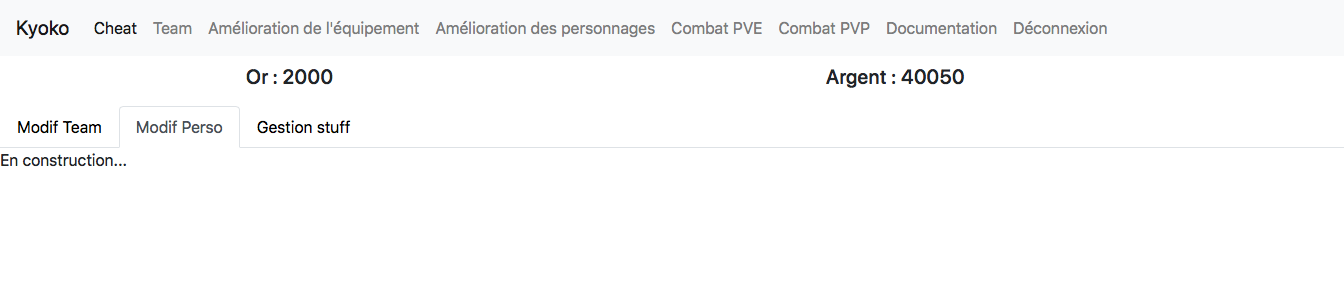 Kyoko Cheat Team Amélioration de l'équipement Amélioration des personnages Combat PVE Combat PVP Documentation Déconnexion
Or : 2000 Argent : 40050
Modif Team Modif Perso Gestion stuff
En construction...